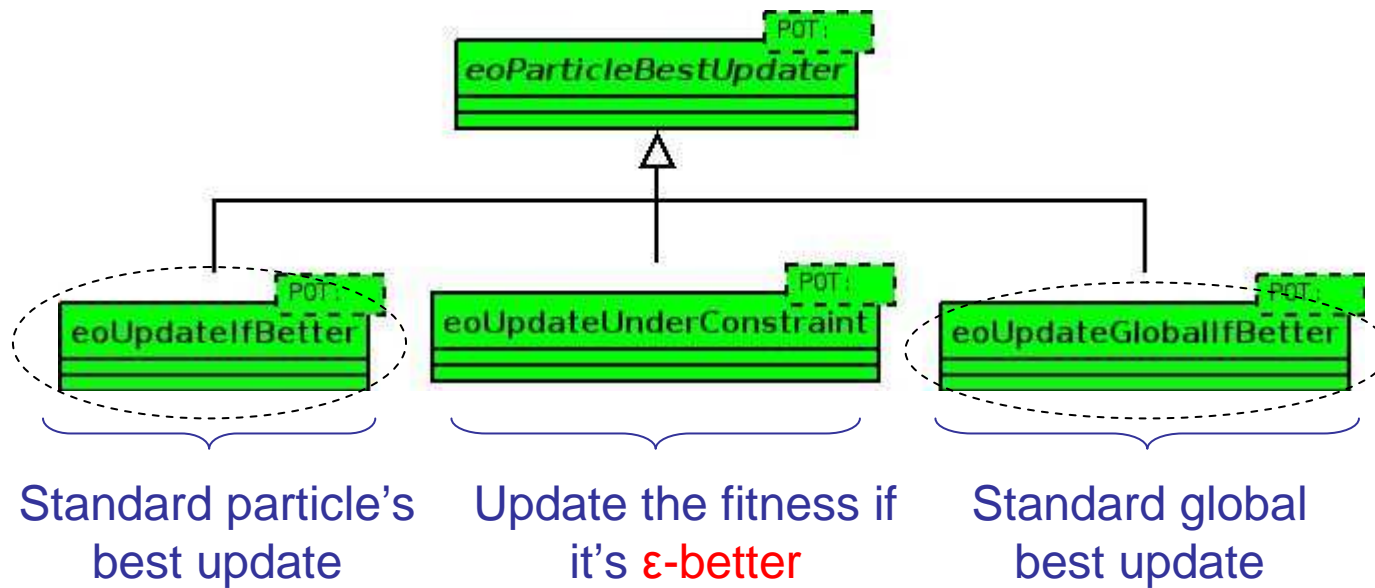 POT:
eoParticleBestUpdater
POT:
POT:
POT:
eoUpdateIfBetter
eoUpdateUnderConstraint
eoUpdateGlobalIfBetter
Standard particle's
best update
Update the fitness if
it's ε-better
Standard global
best update